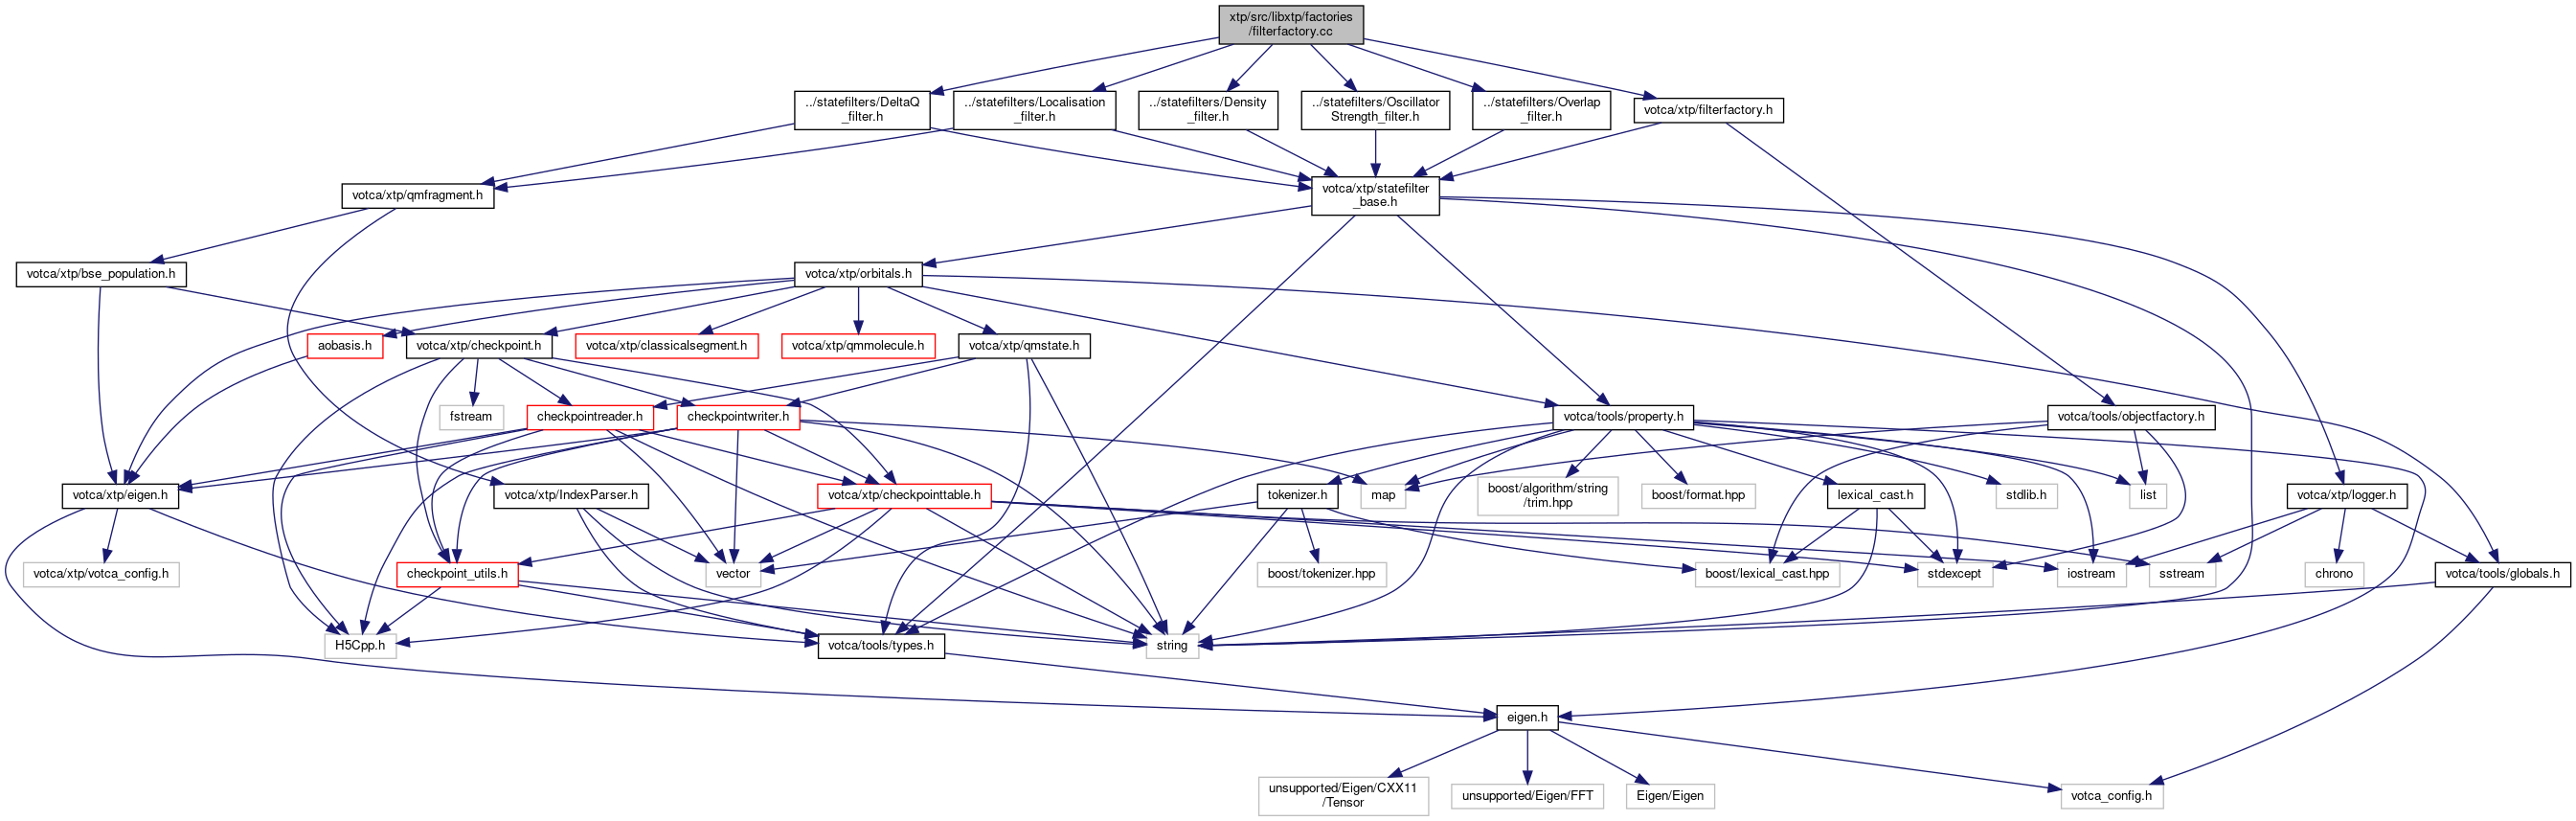 xtp/src/libxtp/factories
/filterfactory.cc
../statefilters/DeltaQ
_filter.h
../statefilters/Localisation
_filter.h
../statefilters/Density
_filter.h
../statefilters/Oscillator
Strength_filter.h
../statefilters/Overlap
_filter.h
votca/xtp/filterfactory.h
votca/xtp/qmfragment.h
votca/xtp/statefilter
_base.h
votca/xtp/bse_population.h
votca/xtp/orbitals.h
aobasis.h
votca/xtp/checkpoint.h
votca/xtp/classicalsegment.h
votca/xtp/qmmolecule.h
votca/xtp/qmstate.h
fstream
checkpointreader.h
checkpointwriter.h
votca/tools/property.h
votca/tools/objectfactory.h
votca/xtp/eigen.h
votca/xtp/IndexParser.h
votca/xtp/checkpointtable.h
tokenizer.h
map
boost/algorithm/string
/trim.hpp
boost/format.hpp
lexical_cast.h
stdlib.h
list
votca/xtp/logger.h
votca/xtp/votca_config.h
checkpoint_utils.h
vector
boost/tokenizer.hpp
boost/lexical_cast.hpp
stdexcept
iostream
sstream
chrono
votca/tools/globals.h
H5Cpp.h
votca/tools/types.h
string
eigen.h
unsupported/Eigen/CXX11
/Tensor
unsupported/Eigen/FFT
Eigen/Eigen
votca_config.h